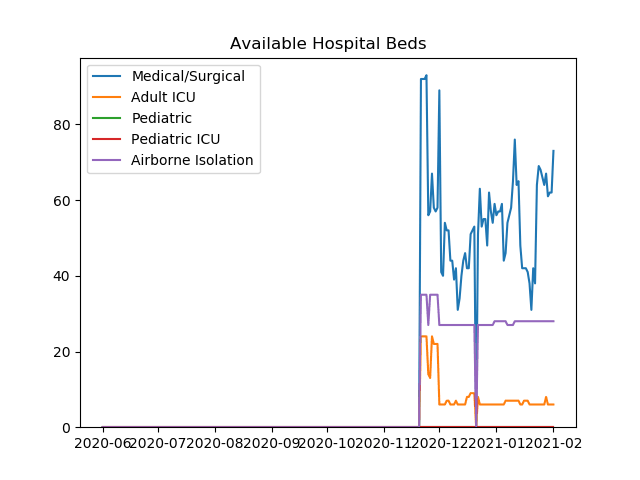 Available Hospital Beds
Medical/Surgical
Adult ICU
Pediatric
Pediatric ICU
Airborne Isolation
80
60
40
20
0
2020-06 2020-07 2020-08 2020-09 2020-10 2020-11 2020-12 2021-01 2021-02